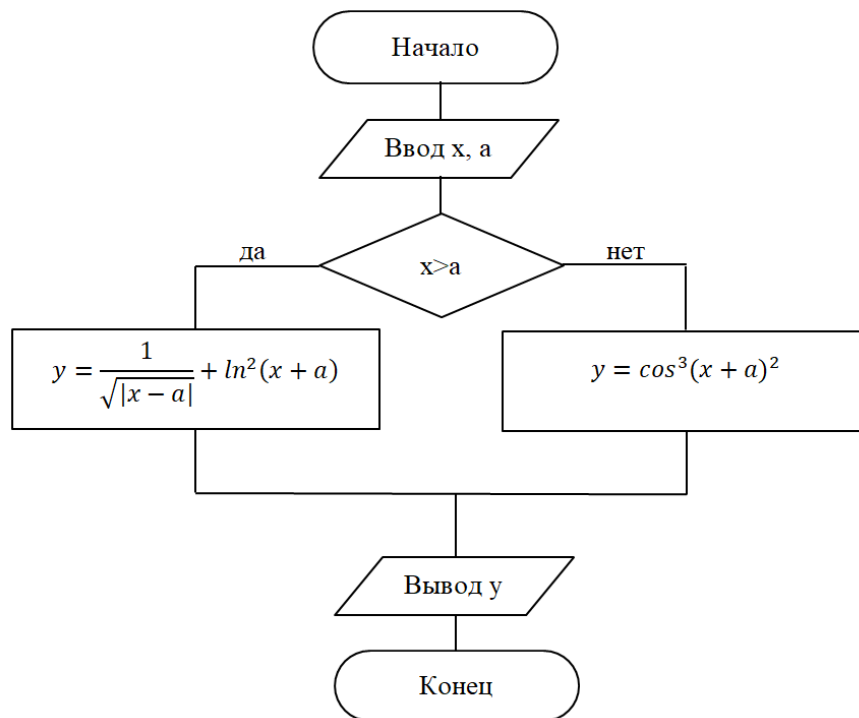 Начало
Ввод x, a
да
нет
x>a
y = 1/√|x − a| + ln²(x + a)
y = cos³(x + a)²
Вывод y
Конец